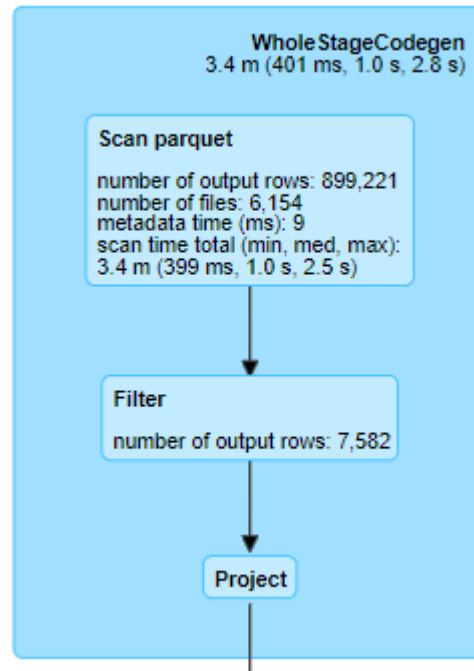 WholeStageCodegen
3.4 m (401 ms, 1.0 s, 2.8 s)
Scan parquet
number of output rows: 899,221
number of files: 6,154
metadata time (ms): 9
scan time total (min, med, max):
3.4 m (399 ms, 1.0 s, 2.5 s)
Filter
number of output rows: 7,582
Project